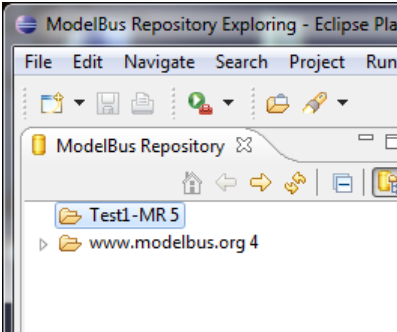 ModelBus Repository Exploring - Eclipse Pla
File Edit Navigate Search Project Run
ModelBus Repository
Test1-MR 5
www.modelbus.org 4